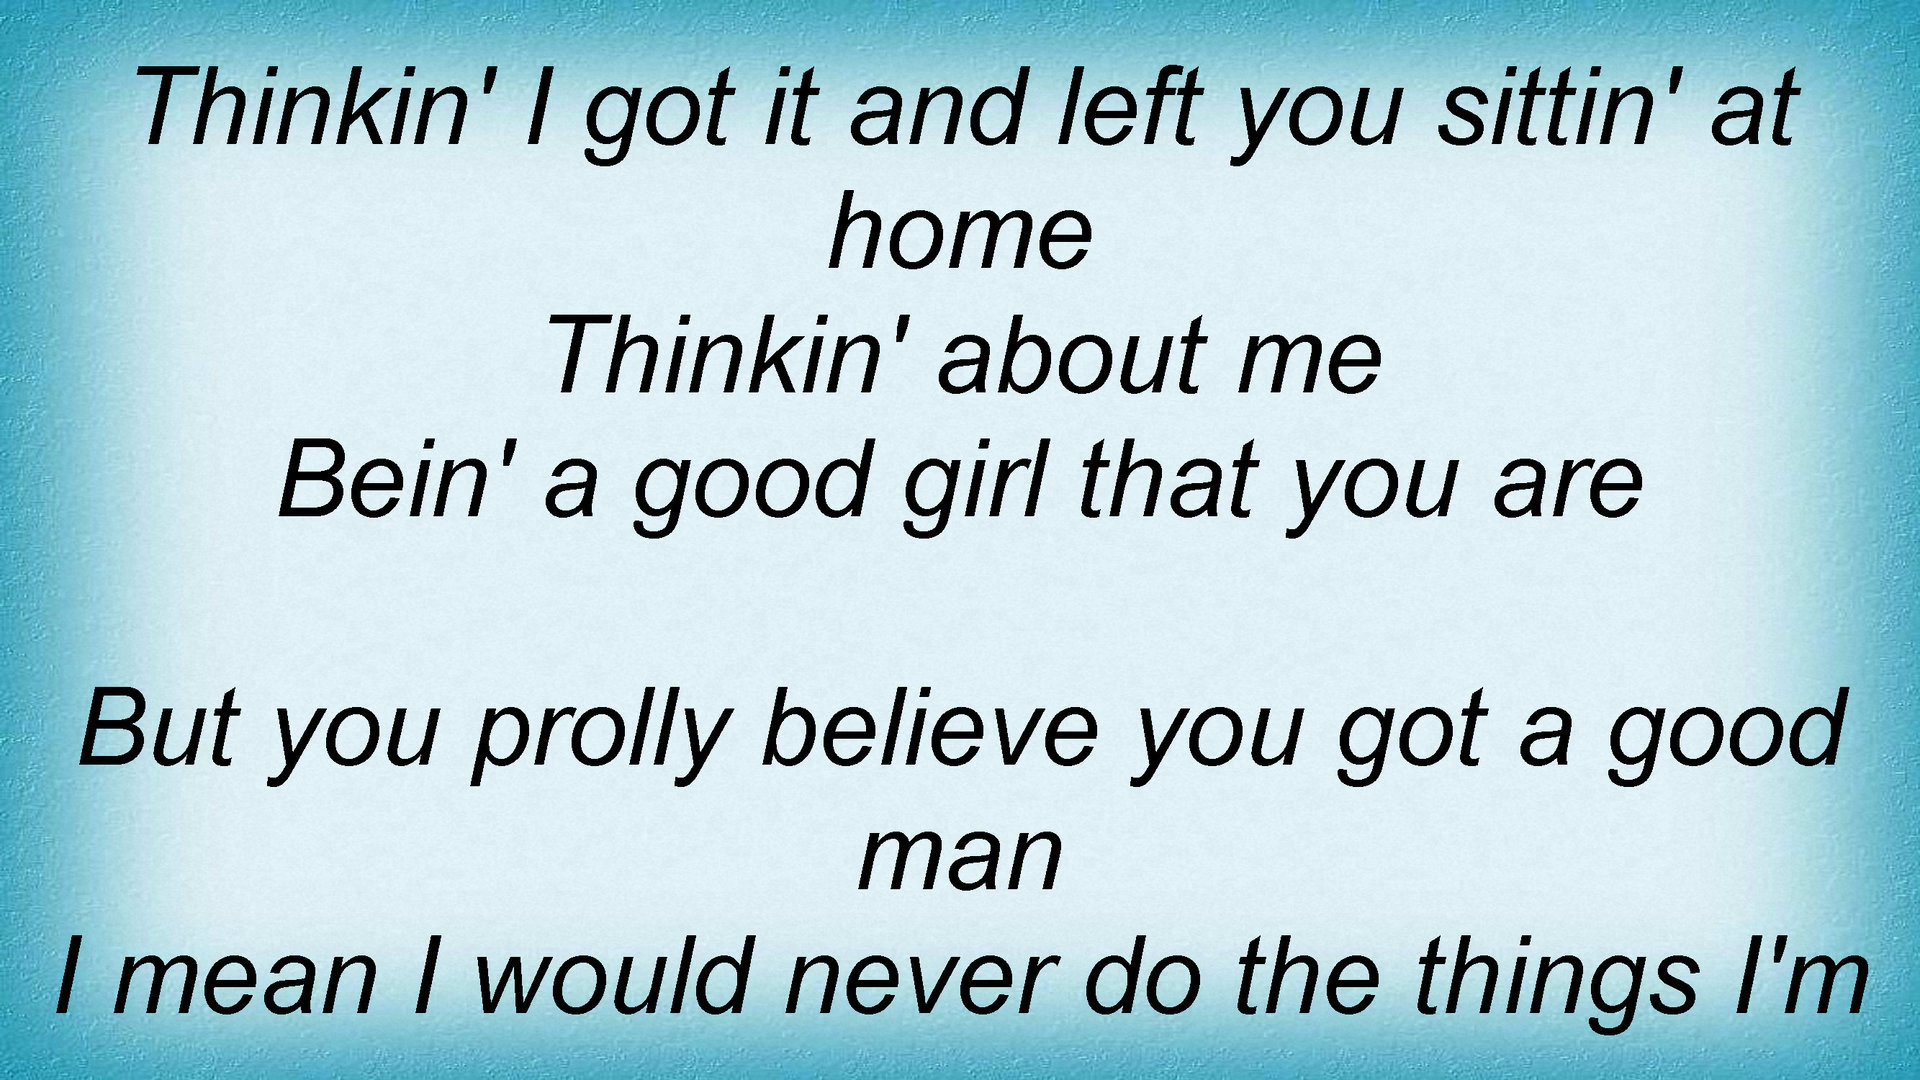 Thinkin' I got it and left you sittin' at
home
Thinkin' about me
Bein' a good girl that you are
But you prolly believe you got a good
man
I mean I would never do the things I'm